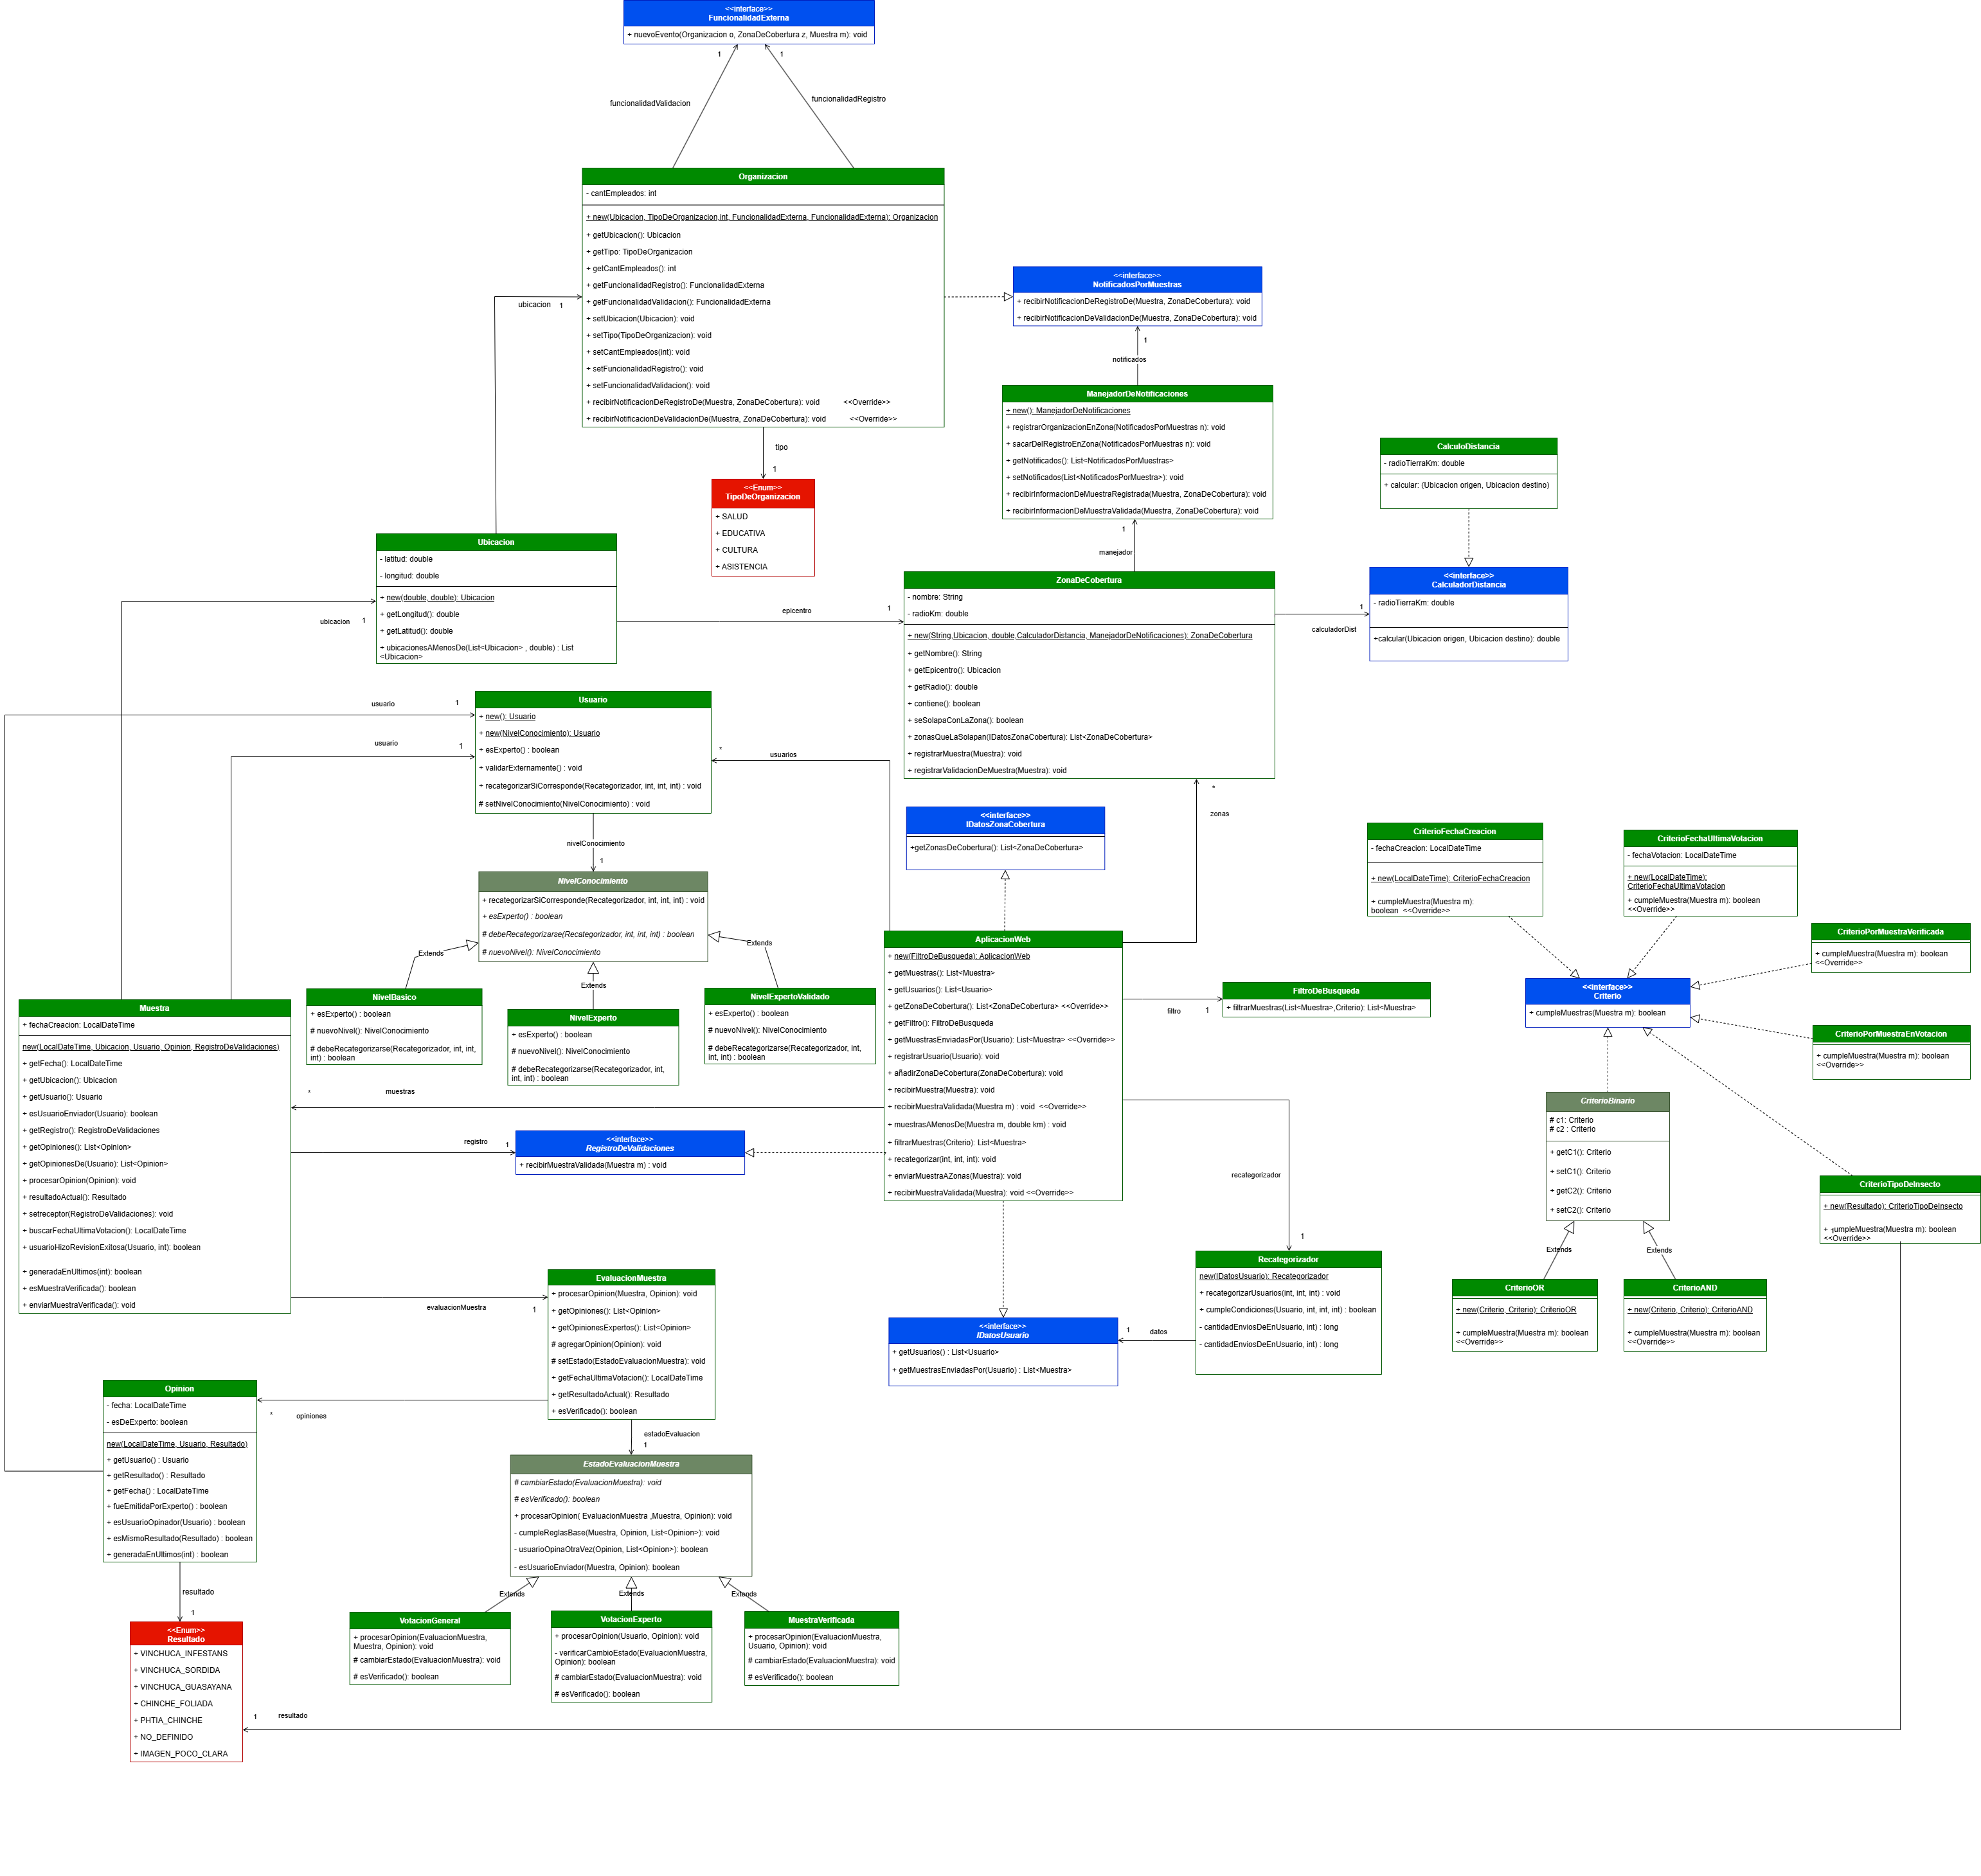 <<interface>>
FuncionalidadExterna
+ nuevoEvento(Organizacion o, ZonaDeCobertura z, Muestra m): void
1
1
funcionalidadValidacion
funcionalidadRegistro
Organizacion
- cantEmpleados: int
+ new(Ubicacion, TipoDeOrganizacion,int, FuncionalidadExterna, FuncionalidadExterna): Organizacion
+ getUbicacion(): Ubicacion
+ getTipo: TipoDeOrganizacion
+ getCantEmpleados(): int
+ getFuncionalidadRegistro(): FuncionalidadExterna
+ getFuncionalidadValidacion(): FuncionalidadExterna
+ setUbicacion(Ubicacion): void
+ setTipo(TipoDeOrganizacion): void
+ setCantEmpleados(int): void
+ setFuncionalidadRegistro(): void
+ setFuncionalidadValidacion(): void
+ recibirNotificacionDeRegistroDe(Muestra, ZonaDeCobertura): void <<Override>>
+ recibirNotificacionDeValidacionDe(Muestra, ZonaDeCobertura): void <<Override>>
ubicacion
1
<<interface>>
NotificadosPorMuestras
+ recibirNotificacionDeRegistroDe(Muestra, ZonaDeCobertura): void
+ recibirNotificacionDeValidacionDe(Muestra, ZonaDeCobertura): void
1
notificados
ManejadorDeNotificaciones
+ new(): ManejadorDeNotificaciones
+ registrarOrganizacionEnZona(NotificadosPorMuestras n): void
+ sacarDelRegistroEnZona(NotificadosPorMuestras n): void
+ getNotificados(): List<NotificadosPorMuestras>
+ setNotificados(List<NotificadosPorMuestra>): void
+ recibirInformacionDeMuestraRegistrada(Muestra, ZonaDeCobertura): void
+ recibirInformacionDeMuestraValidada(Muestra, ZonaDeCobertura): void
1
manejador
tipo
1
<<Enum>>
TipoDeOrganizacion
+ SALUD
+ EDUCATIVA
+ CULTURA
+ ASISTENCIA
CalculoDistancia
- radioTierraKm: double
+ calcular: (Ubicacion origen, Ubicacion destino)
<<interface>>
CalculadorDistancia
- radioTierraKm: double
+calcular(Ubicacion origen, Ubicacion destino): double
1
calculadorDist
Ubicacion
- latitud: double
- longitud: double
+ new(double, double): Ubicacion
+ getLongitud(): double
+ getLatitud(): double
+ ubicacionesAMenosDe(List<Ubicacion> , double) : List
<Ubicacion>
ubicacion
1
epicentro
1
ZonaDeCobertura
- nombre: String
- radioKm: double
+ new(String,Ubicacion, double,CalculadorDistancia, ManejadorDeNotificaciones): ZonaDeCobertura
+ getNombre(): String
+ getEpicentro(): Ubicacion
+ getRadio(): double
+ contiene(): boolean
+ seSolapaConLaZona(): boolean
+ zonasQueLaSolapan(IDatosZonaCobertura): List<ZonaDeCobertura>
+ registrarMuestra(Muestra): void
+ registrarValidacionDeMuestra(Muestra): void
*
zonas
usuario
1
usuario
1
Usuario
+ new(): Usuario
+ new(NivelConocimiento): Usuario
+ esExperto() : boolean
+ validarExternamente() : void
+ recategorizarSiCorresponde(Recategorizador, int, int, int) : void
# setNivelConocimiento(NivelConocimiento) : void
*
usuarios
nivelConocimiento
1
NivelConocimiento
+ recategorizarSiCorresponde(Recategorizador, int, int, int) : void
+ esExperto() : boolean
# debeRecategorizarse(Recategorizador, int, int, int) : boolean
# nuevoNivel(): NivelConocimiento
Extends
Extends
Extends
NivelBasico
+ esExperto() : boolean
# nuevoNivel(): NivelConocimiento
# debeRecategorizarse(Recategorizador, int, int,
int) : boolean
NivelExperto
+ esExperto() : boolean
# nuevoNivel(): NivelConocimiento
# debeRecategorizarse(Recategorizador, int,
int, int) : boolean
NivelExpertoValidado
+ esExperto() : boolean
# nuevoNivel(): NivelConocimiento
# debeRecategorizarse(Recategorizador, int,
int, int) : boolean
<<interface>>
IDatosZonaCobertura
+getZonasDeCobertura(): List<ZonaDeCobertura>
AplicacionWeb
+ new(FiltroDeBusqueda): AplicacionWeb
+ getMuestras(): List<Muestra>
+ getUsuarios(): List<Usuario>
+ getZonaDeCobertura(): List<ZonaDeCobertura> <<Override>>
+ getFiltro(): FiltroDeBusqueda
+ getMuestrasEnviadasPor(Usuario): List<Muestra> <<Override>>
+ registrarUsuario(Usuario): void
+ añadirZonaDeCobertura(ZonaDeCobertura): void
+ recibirMuestra(Muestra): void
+ recibirMuestraValidada(Muestra m) : void <<Override>>
+ muestrasAMenosDe(Muestra m, double km) : void
+ filtrarMuestras(Criterio): List<Muestra>
+ recategorizar(int, int, int): void
+ enviarMuestraAZonas(Muestra): void
+ recibirMuestraValidada(Muestra): void <<Override>>
filtro
1
FiltroDeBusqueda
+ filtrarMuestras(List<Muestra>,Criterio): List<Muestra>
CriterioFechaCreacion
- fechaCreacion: LocalDateTime
+ new(LocalDateTime): CriterioFechaCreacion
+ cumpleMuestra(Muestra m):
boolean <<Override>>
CriterioFechaUltimaVotacion
- fechaVotacion: LocalDateTime
+ new(LocalDateTime):
CriterioFechaUltimaVotacion
+ cumpleMuestra(Muestra m): boolean
<<Override>>
CriterioPorMuestraVerificada
+ cumpleMuestra(Muestra m): boolean
<<Override>>
<<interface>>
Criterio
+ cumpleMuestras(Muestra m): boolean
CriterioPorMuestraEnVotacion
+ cumpleMuestra(Muestra m): boolean
<<Override>>
CriterioBinario
# c1: Criterio
# c2 : Criterio
+ getC1(): Criterio
+ setC1(): Criterio
+ getC2(): Criterio
+ setC2(): Criterio
Extends
Extends
CriterioTipoDeInsecto
+ new(Resultado): CriterioTipoDeInsecto
+ cumpleMuestra(Muestra m): boolean
<<Override>>
1
CriterioOR
+ new(Criterio, Criterio): CriterioOR
+ cumpleMuestra(Muestra m): boolean
<<Override>>
CriterioAND
+ new(Criterio, Criterio): CriterioAND
+ cumpleMuestra(Muestra m): boolean
<<Override>>
Muestra
+ fechaCreacion: LocalDateTime
new(LocalDateTime, Ubicacion, Usuario, Opinion, RegistroDeValidaciones)
+ getFecha(): LocalDateTime
+ getUbicacion(): Ubicacion
+ getUsuario(): Usuario
+ esUsuarioEnviador(Usuario): boolean
+ getRegistro(): RegistroDeValidaciones
+ getOpiniones(): List<Opinion>
+ getOpinionesDe(Usuario): List<Opinion>
+ procesarOpinion(Opinion): void
+ resultadoActual(): Resultado
+ setreceptor(RegistroDeValidaciones): void
+ buscarFechaUltimaVotacion(): LocalDateTime
+ usuarioHizoRevisionExitosa(Usuario, int): boolean
+ generadaEnUltimos(int): boolean
+ esMuestraVerificada(): boolean
+ enviarMuestraVerificada(): void
*
muestras
registro
1
<<interface>>
RegistroDeValidaciones
+ recibirMuestraValidada(Muestra m) : void
recategorizador
1
Recategorizador
new(IDatosUsuario): Recategorizador
+ recategorizarUsuarios(int, int, int) : void
+ cumpleCondiciones(Usuario, int, int, int) : boolean
- cantidadEnviosDeEnUsuario, int) : long
- cantidadEnviosDeEnUsuario, int) : long
1
datos
<<interface>>
IDatosUsuario
+ getUsuarios() : List<Usuario>
+ getMuestrasEnviadasPor(Usuario) : List<Muestra>
evaluacionMuestra
1
EvaluacionMuestra
+ procesarOpinion(Muestra, Opinion): void
+ getOpiniones(): List<Opinion>
+ getOpinionesExpertos(): List<Opinion>
# agregarOpinion(Opinion): void
# setEstado(EstadoEvaluacionMuestra): void
+ getFechaUltimaVotacion(): LocalDateTime
+ getResultadoActual(): Resultado
+ esVerificado(): boolean
*
opiniones
estadoEvaluacion
1
Opinion
- fecha: LocalDateTime
- esDeExperto: boolean
new(LocalDateTime, Usuario, Resultado)
+ getUsuario() : Usuario
+ getResultado() : Resultado
+ getFecha() : LocalDateTime
+ fueEmitidaPorExperto() : boolean
+ esUsuarioOpinador(Usuario) : boolean
+ esMismoResultado(Resultado) : boolean
+ generadaEnUltimos(int) : boolean
EstadoEvaluacionMuestra
# cambiarEstado(EvaluacionMuestra): void
# esVerificado(): boolean
+ procesarOpinion( EvaluacionMuestra ,Muestra, Opinion): void
- cumpleReglasBase(Muestra, Opinion, List<Opinion>): void
- usuarioOpinaOtraVez(Opinion, List<Opinion>): boolean
- esUsuarioEnviador(Muestra, Opinion): boolean
Extends
Extends
Extends
VotacionGeneral
+ procesarOpinion(EvaluacionMuestra,
Muestra, Opinion): void
# cambiarEstado(EvaluacionMuestra): void
# esVerificado(): boolean
VotacionExperto
+ procesarOpinion(Usuario, Opinion): void
- verificarCambioEstado(EvaluacionMuestra,
Opinion): boolean
# cambiarEstado(EvaluacionMuestra): void
# esVerificado(): boolean
MuestraVerificada
+ procesarOpinion(EvaluacionMuestra,
Usuario, Opinion): void
# cambiarEstado(EvaluacionMuestra): void
# esVerificado(): boolean
resultado
1
<<Enum>>
Resultado
+ VINCHUCA_INFESTANS
+ VINCHUCA_SORDIDA
+ VINCHUCA_GUASAYANA
+ CHINCHE_FOLIADA
+ PHTIA_CHINCHE
+ NO_DEFINIDO
+ IMAGEN_POCO_CLARA
1
resultado